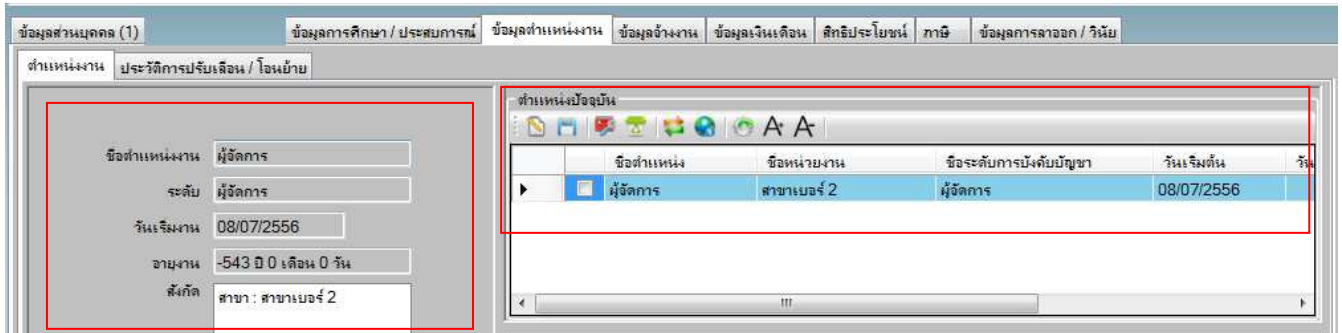 ข้อมูลส่วนบุคคล (1) ข้อมูลการศึกษา / ประสบการณ์ ข้อมูลตำแหน่งงาน ข้อมูลจ้างงาน ข้อมูลเงินเดือน สิทธิประโยชน์ ภาษี ข้อมูลการลาออก / วินัย
ตำแหน่งงาน ประวัติการปรับเลือน / โอนย้าย
ชื่อตำแหน่งงาน ผู้จัดการ
ระดับ ผู้จัดการ
วันเริ่มงาน 08/07/2556
อายุงาน -543 ปี 0 เดือน 0 วัน
สังกัด สาขา : สาขาเบอร์ 2
ตำแหน่งปัจจุบัน
A+ A-
ชื่อตำแหน่ง ชื่อหน่วยงาน ชื่อระดับการบังคับบัญชา วันเริ่มต้น วัน
ผู้จัดการ สาขาเบอร์ 2 ผู้จัดการ 08/07/2556